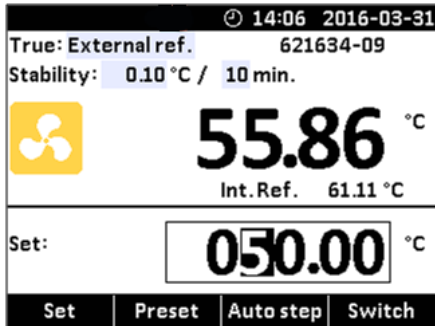 14:06 2016-03-31
True: External ref. 621634-09
Stability: 0.10 °C / 10 min.
55.86 °C
Int. Ref. 61.11 °C
Set: 050.00 °C
Set Preset Auto step Switch